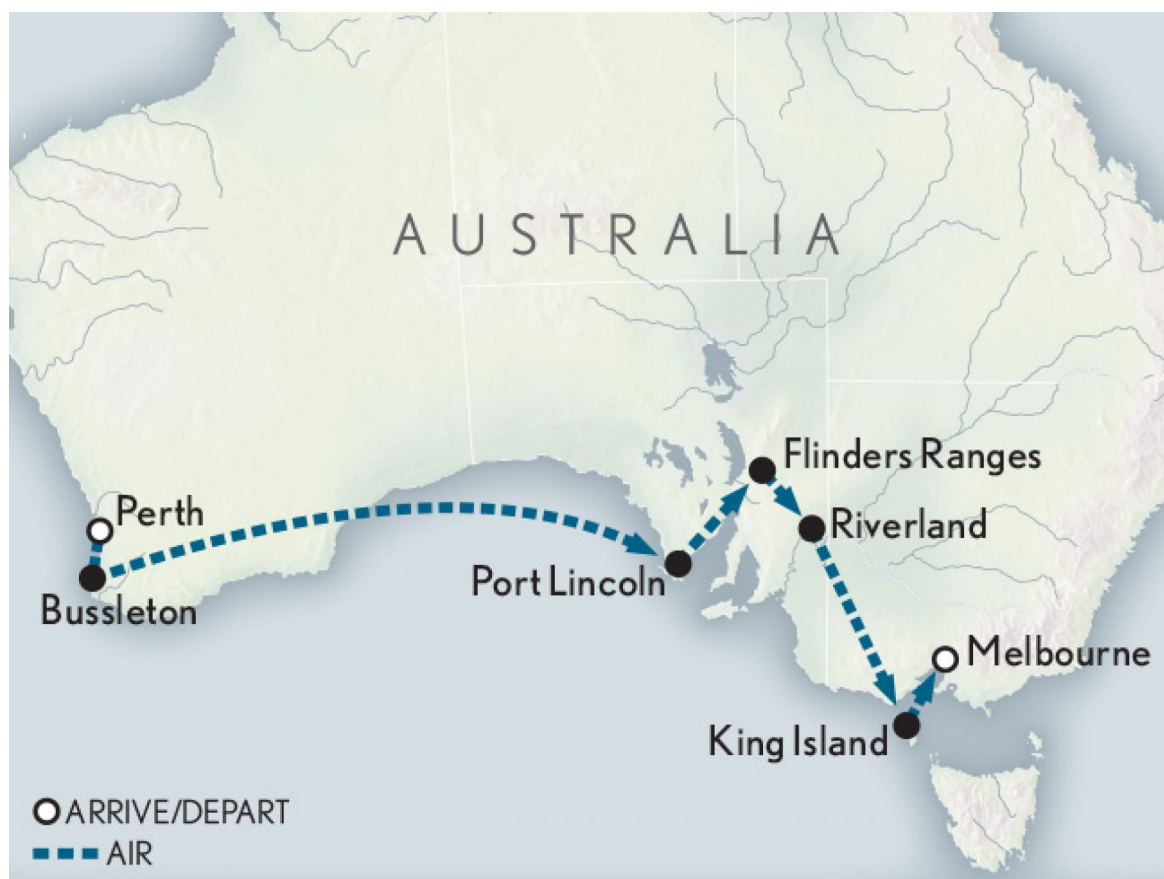 AUSTRALIA
Flinders Ranges
Perth
Riverland
Port Lincoln
Bussleton
Melbourne
King Island
ARRIVE/DEPART
AIR